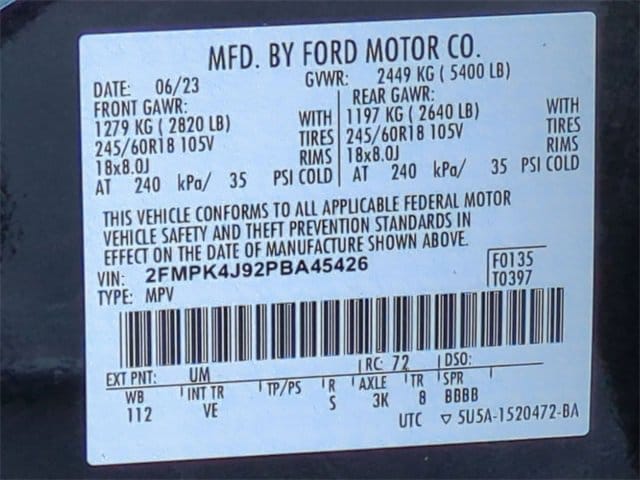 MFD. BY FORD MOTOR CO.
DATE: 06/23 GVWR: 2449 KG ( 5400 LB)
FRONT GAWR: REAR GAWR:
1279 KG ( 2820 LB) WITH 1197 KG ( 2640 LB) WITH
245/60R18 105V TIRES 245/60R18 105V TIRES
18x8.0J RIMS 18x8.0J RIMS
AT 240 kPa/ 35 PSI COLD AT 240 kPa/ 35 PSI COLD
THIS VEHICLE CONFORMS TO ALL APPLICABLE FEDERAL MOTOR
VEHICLE SAFETY AND THEFT PREVENTION STANDARDS IN
EFFECT ON THE DATE OF MANUFACTURE SHOWN ABOVE.
VIN: 2FMPK4J92PBA45426 F0135
TYPE: MPV T0397
RC: 72 DSO:
EXT PNT: UM
WB INT TR TP/PS R AXLE TR SPR
112 VE S 3K 8 BBBB
UTC ▽ 5U5A-1520472-BA